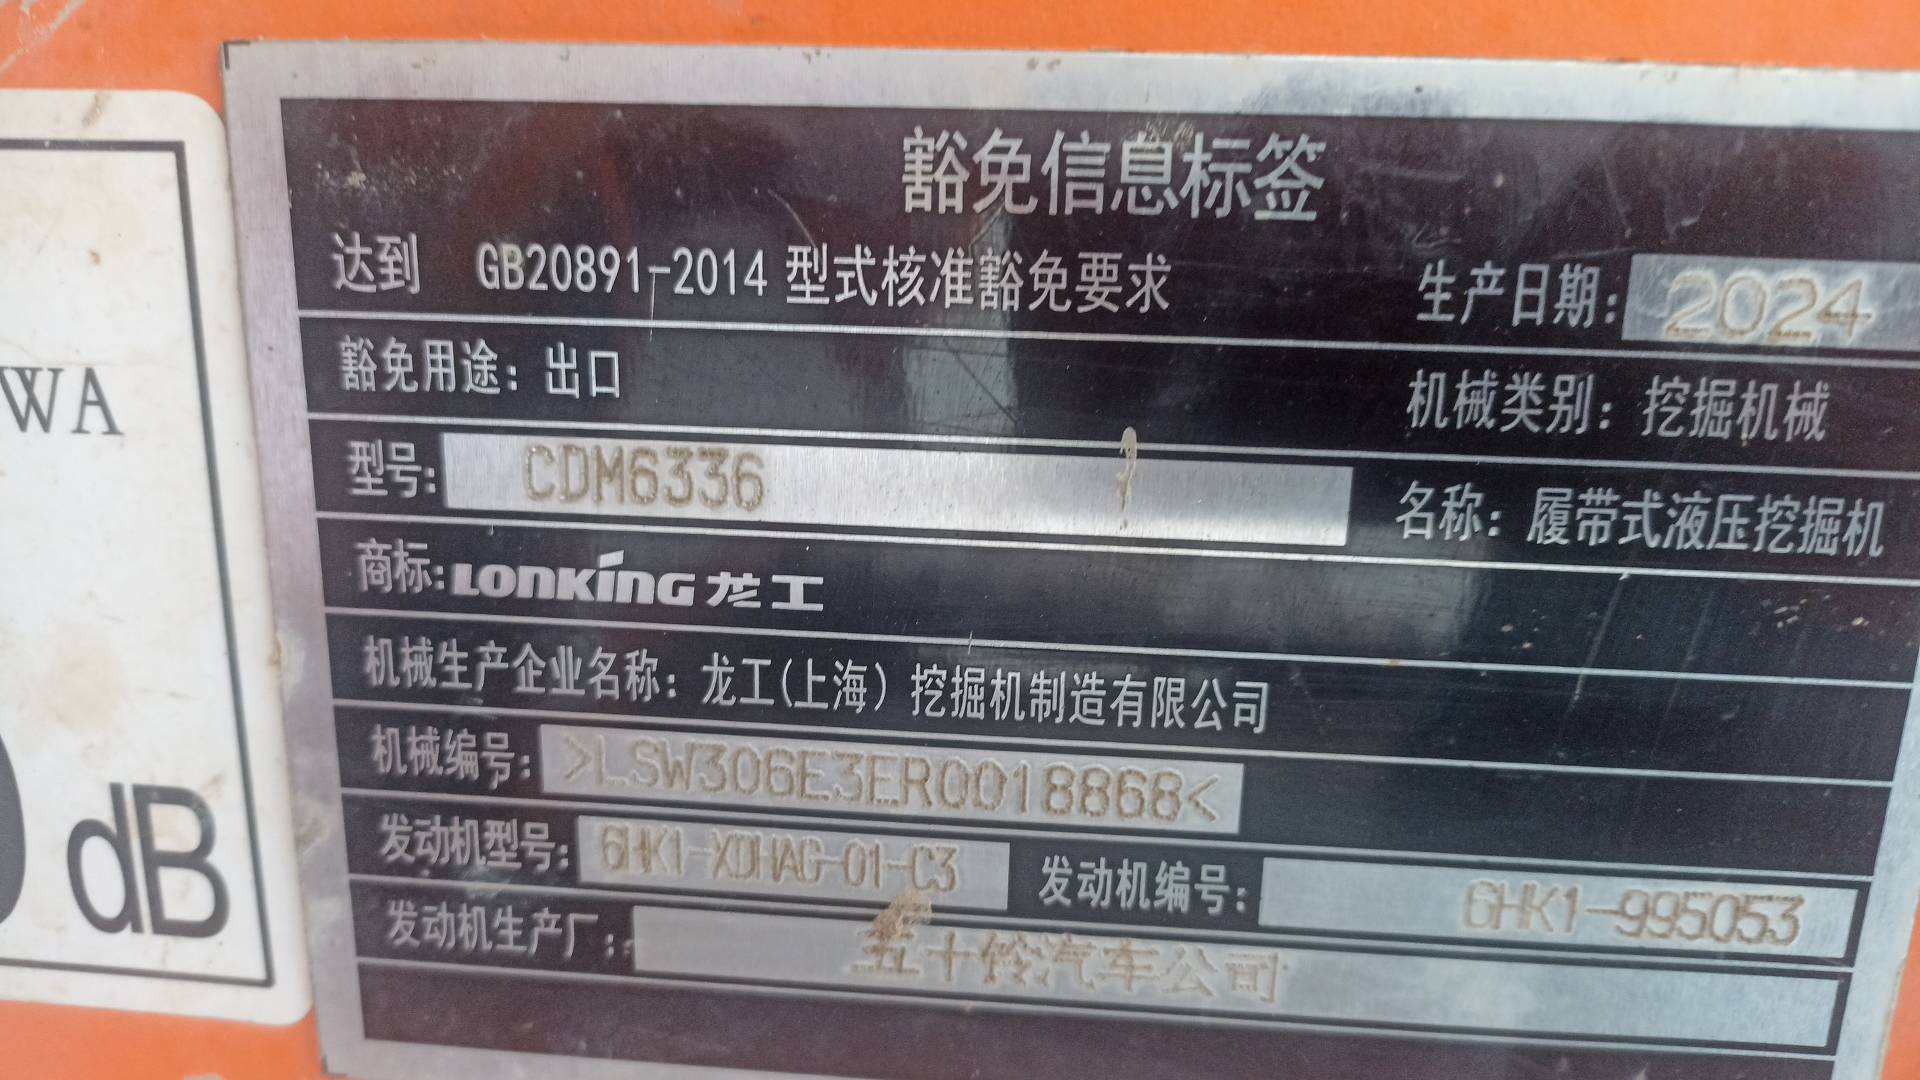 豁免信息标签
达到 GB20891-2014 型式核准豁免要求 生产日期: 2024
豁免用途: 出口 机械类别: 挖掘机械
型号: CDM6336 名称: 履带式液压挖掘机
商标: LONKING 龙工
机械生产企业名称: 龙工(上海) 挖掘机制造有限公司
机械编号: >LSW306E3ER0018868<
发动机型号: 6HK1-XDHAG-01-C3 发动机编号: 6HK1-995053
发动机生产厂: 五十铃汽车公司
WA
dB